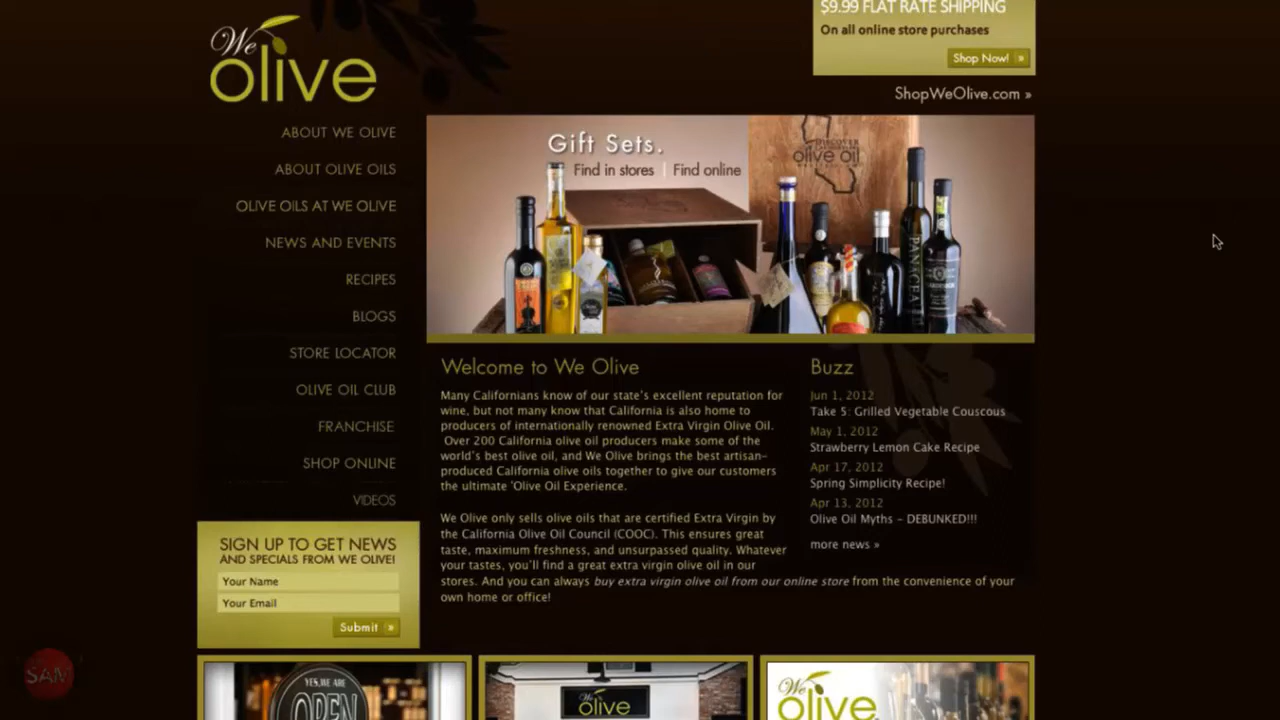 We
olive
$9.99 FLAT RATE SHIPPING
On all online store purchases
Shop Now! »
ShopWeOlive.com »
ABOUT WE OLIVE
ABOUT OLIVE OILS
OLIVE OILS AT WE OLIVE
NEWS AND EVENTS
RECIPES
BLOGS
STORE LOCATOR
OLIVE OIL CLUB
FRANCHISE
SHOP ONLINE
VIDEOS
Gift Sets.
Find in stores | Find online
DISCOVER
olive oil
PANACEA
Welcome to We Olive
Many Californians know of our state's excellent reputation for
wine, but not many know that California is also home to
producers of internationally renowned Extra Virgin Olive Oil.
Over 200 California olive oil producers make some of the
world's best olive oil, and We Olive brings the best artisan-
produced California olive oils together to give our customers
the ultimate 'Olive Oil Experience.
We Olive only sells olive oils that are certified Extra Virgin by
the California Olive Oil Council (COOC). This ensures great
taste, maximum freshness, and unsurpassed quality. Whatever
your tastes, you'll find a great extra virgin olive oil in our
stores. And you can always buy extra virgin olive oil from our online store from the convenience of your
own home or office!
Buzz
Jun 1, 2012
Take 5: Grilled Vegetable Couscous
May 1, 2012
Strawberry Lemon Cake Recipe
Apr 17, 2012
Spring Simplicity Recipe!
Apr 13, 2012
Olive Oil Myths - DEBUNKED!!!
more news »
SIGN UP TO GET NEWS
AND SPECIALS FROM WE OLIVE!
Your Name
Your Email
Submit »
SAM
YES, WE ARE
OPEN
We
olive
We
olive